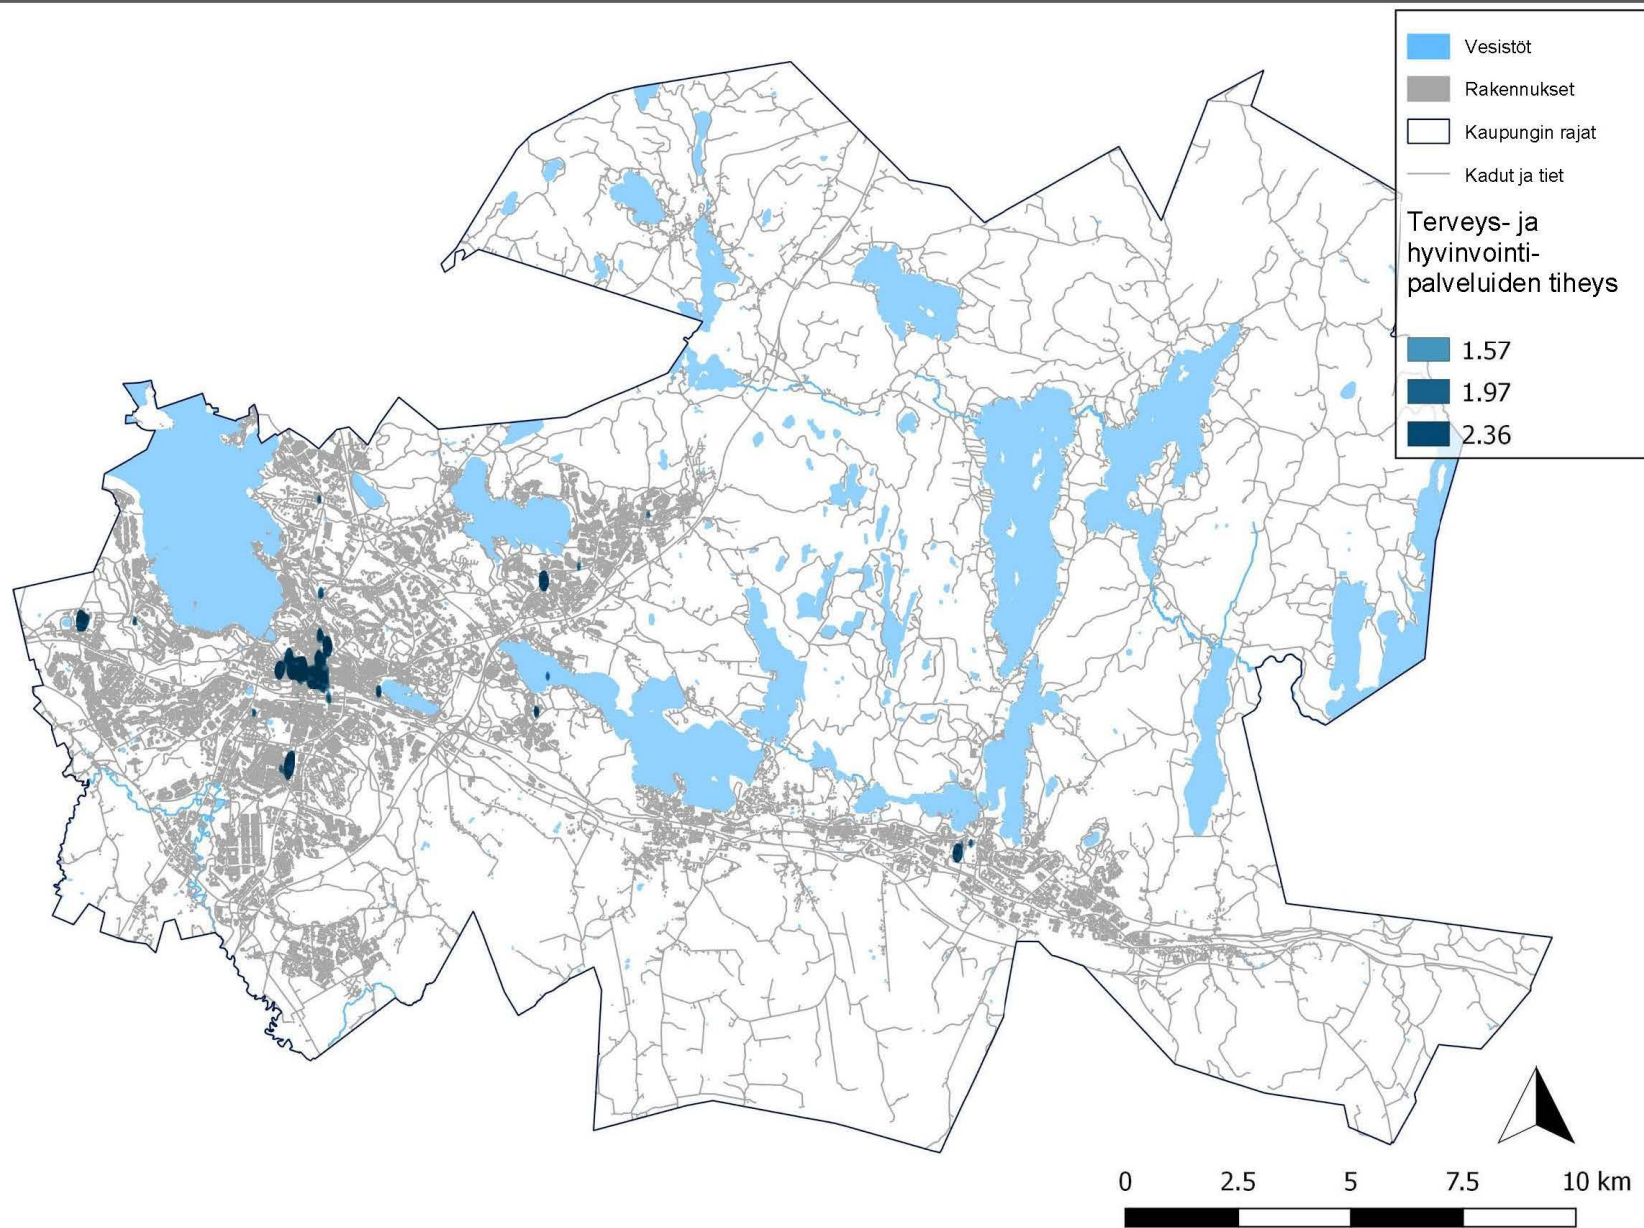 Vesistöt
Rakennukset
Kaupungin rajat
Kadut ja tiet
Terveys- ja
hyvinvointi-
palveluiden tiheys
1.57
1.97
2.36
0 2.5 5 7.5 10 km